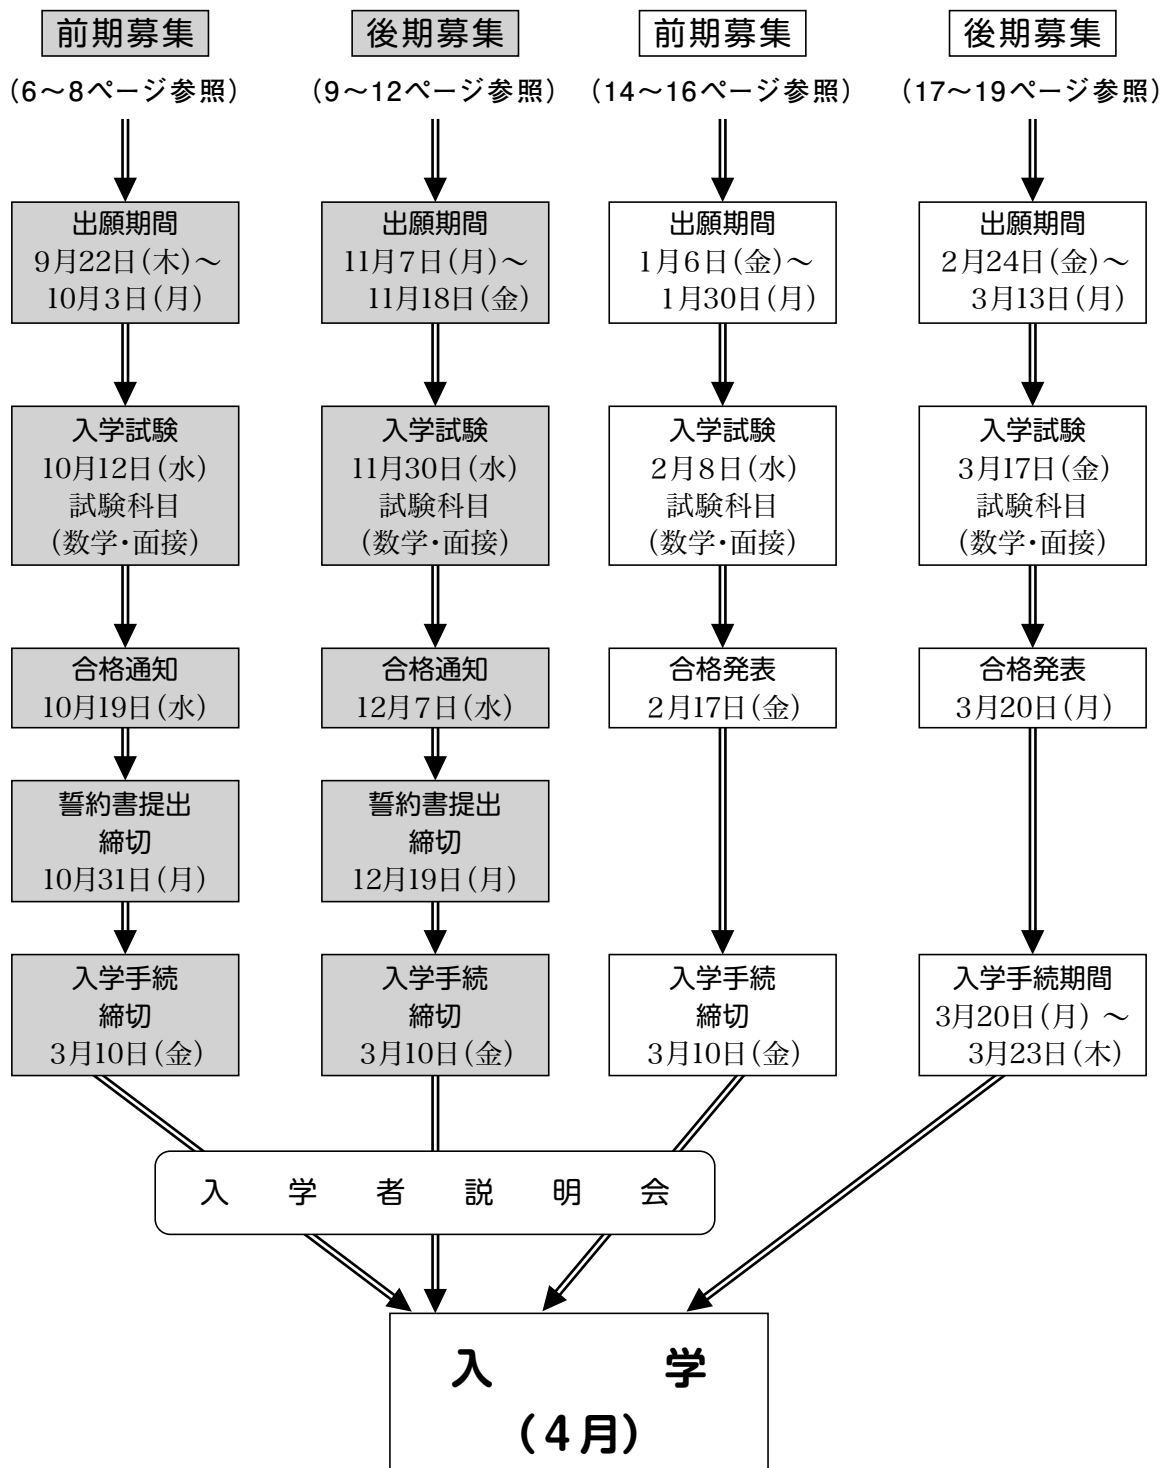 前期募集
(6〜8ページ参照)
出願期間
9月22日(木)〜
10月3日(月)
入学試験
10月12日(水)
試験科目
(数学・面接)
合格通知
10月19日(水)
誓約書提出
締切
10月31日(月)
入学手続
締切
3月10日(金)
後期募集
(9〜12ページ参照)
出願期間
11月7日(月)〜
11月18日(金)
入学試験
11月30日(水)
試験科目
(数学・面接)
合格通知
12月7日(水)
誓約書提出
締切
12月19日(月)
入学手続
締切
3月10日(金)
前期募集
(14〜16ページ参照)
出願期間
1月6日(金)〜
1月30日(月)
入学試験
2月8日(水)
試験科目
(数学・面接)
合格発表
2月17日(金)
入学手続
締切
3月10日(金)
後期募集
(17〜19ページ参照)
出願期間
2月24日(金)〜
3月13日(月)
入学試験
3月17日(金)
試験科目
(数学・面接)
合格発表
3月20日(月)
入学手続期間
3月20日(月) 〜
3月23日(木)
入学者説明会
入学
(4月)